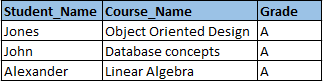 Student_Name Course_Name Grade
Jones Object Oriented Design A
John Database concepts A
Alexander Linear Algebra A